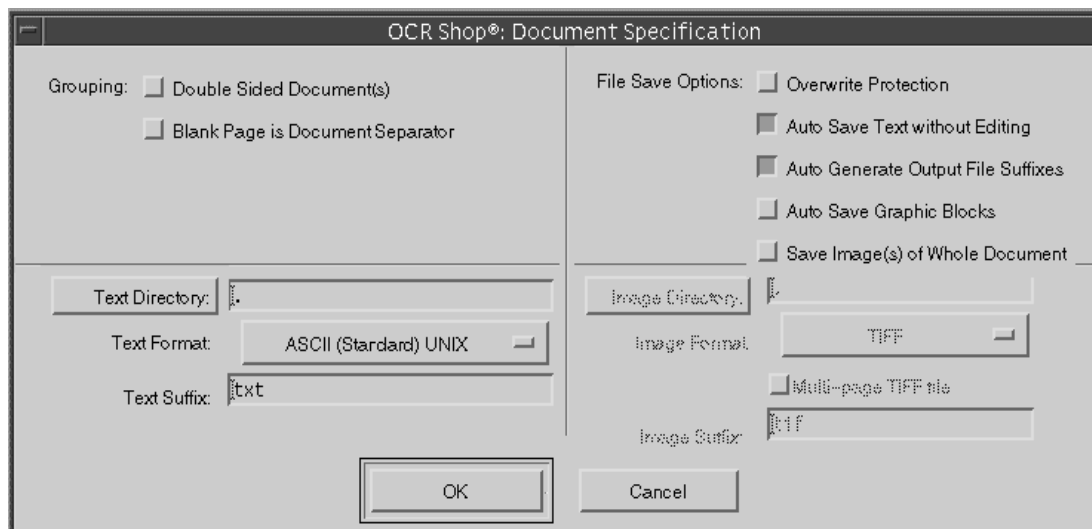 OCR Shop®: Document Specification
Grouping:
Double Sided Document(s)
Blank Page is Document Separator
File Save Options:
Overwrite Protection
Auto Save Text without Editing
Auto Generate Output File Suffixes
Auto Save Graphic Blocks
Save Image(s) of Whole Document
Text Directory: .
Text Format: ASCII (Standard) UNIX
Text Suffix: txt
Image Directory: .
Image Format: TIFF
Multi-page TIFF file
Image Suffix: tif
OK
Cancel